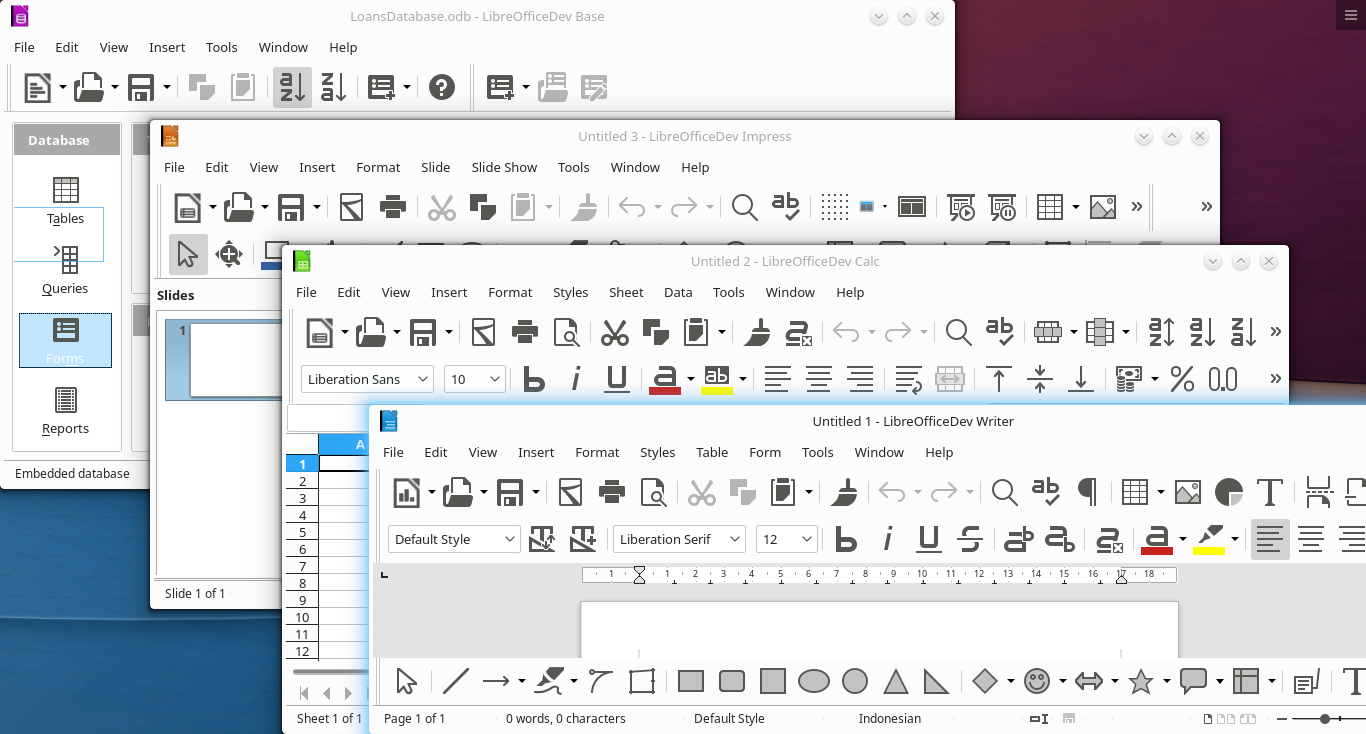 LoansDatabase.odb - LibreOfficeDev Base
File Edit View Insert Tools Window Help
Database
Tables
Queries
Forms
Reports
Embedded database
Untitled 3 - LibreOfficeDev Impress
File Edit View Insert Format Slide Slide Show Tools Window Help
Slides
1
Slide 1 of 1
Untitled 2 - LibreOfficeDev Calc
File Edit View Insert Format Styles Sheet Data Tools Window Help
Liberation Sans 10
A
1
2
3
4
5
6
7
8
9
10
11
12
Sheet 1 of 1
Untitled 1 - LibreOfficeDev Writer
File Edit View Insert Format Styles Table Form Tools Window Help
Default Style Liberation Serif 12
1 1 2 3 4 5 6 7 8 9 10 11 12 13 14 15 16 17 18
Page 1 of 1 0 words, 0 characters Default Style Indonesian